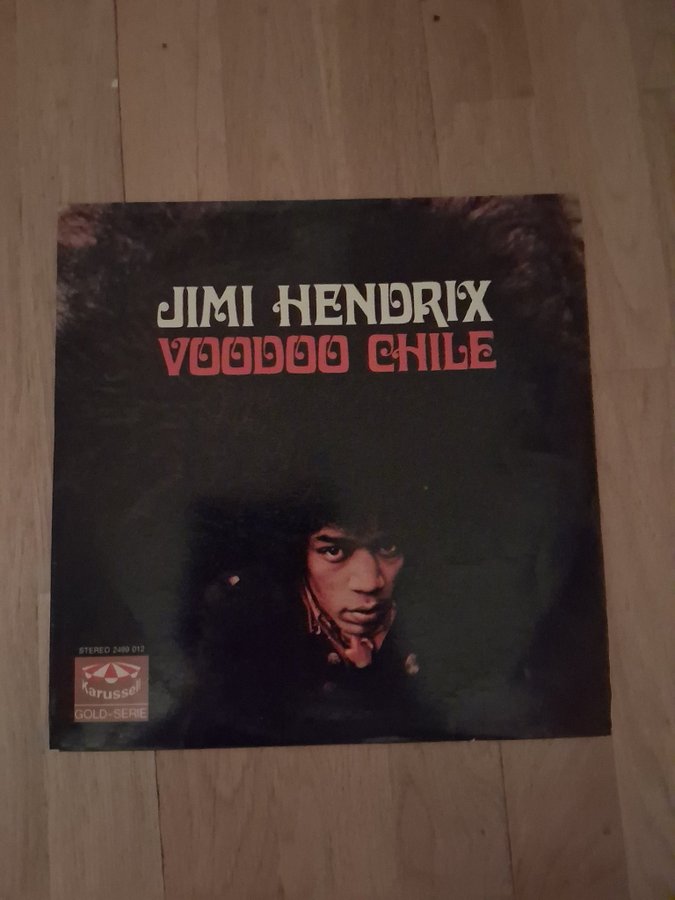 JIMI HENDRIX
VOODOO CHILE
STEREO 2499 012
Karussell
GOLD-SERIE